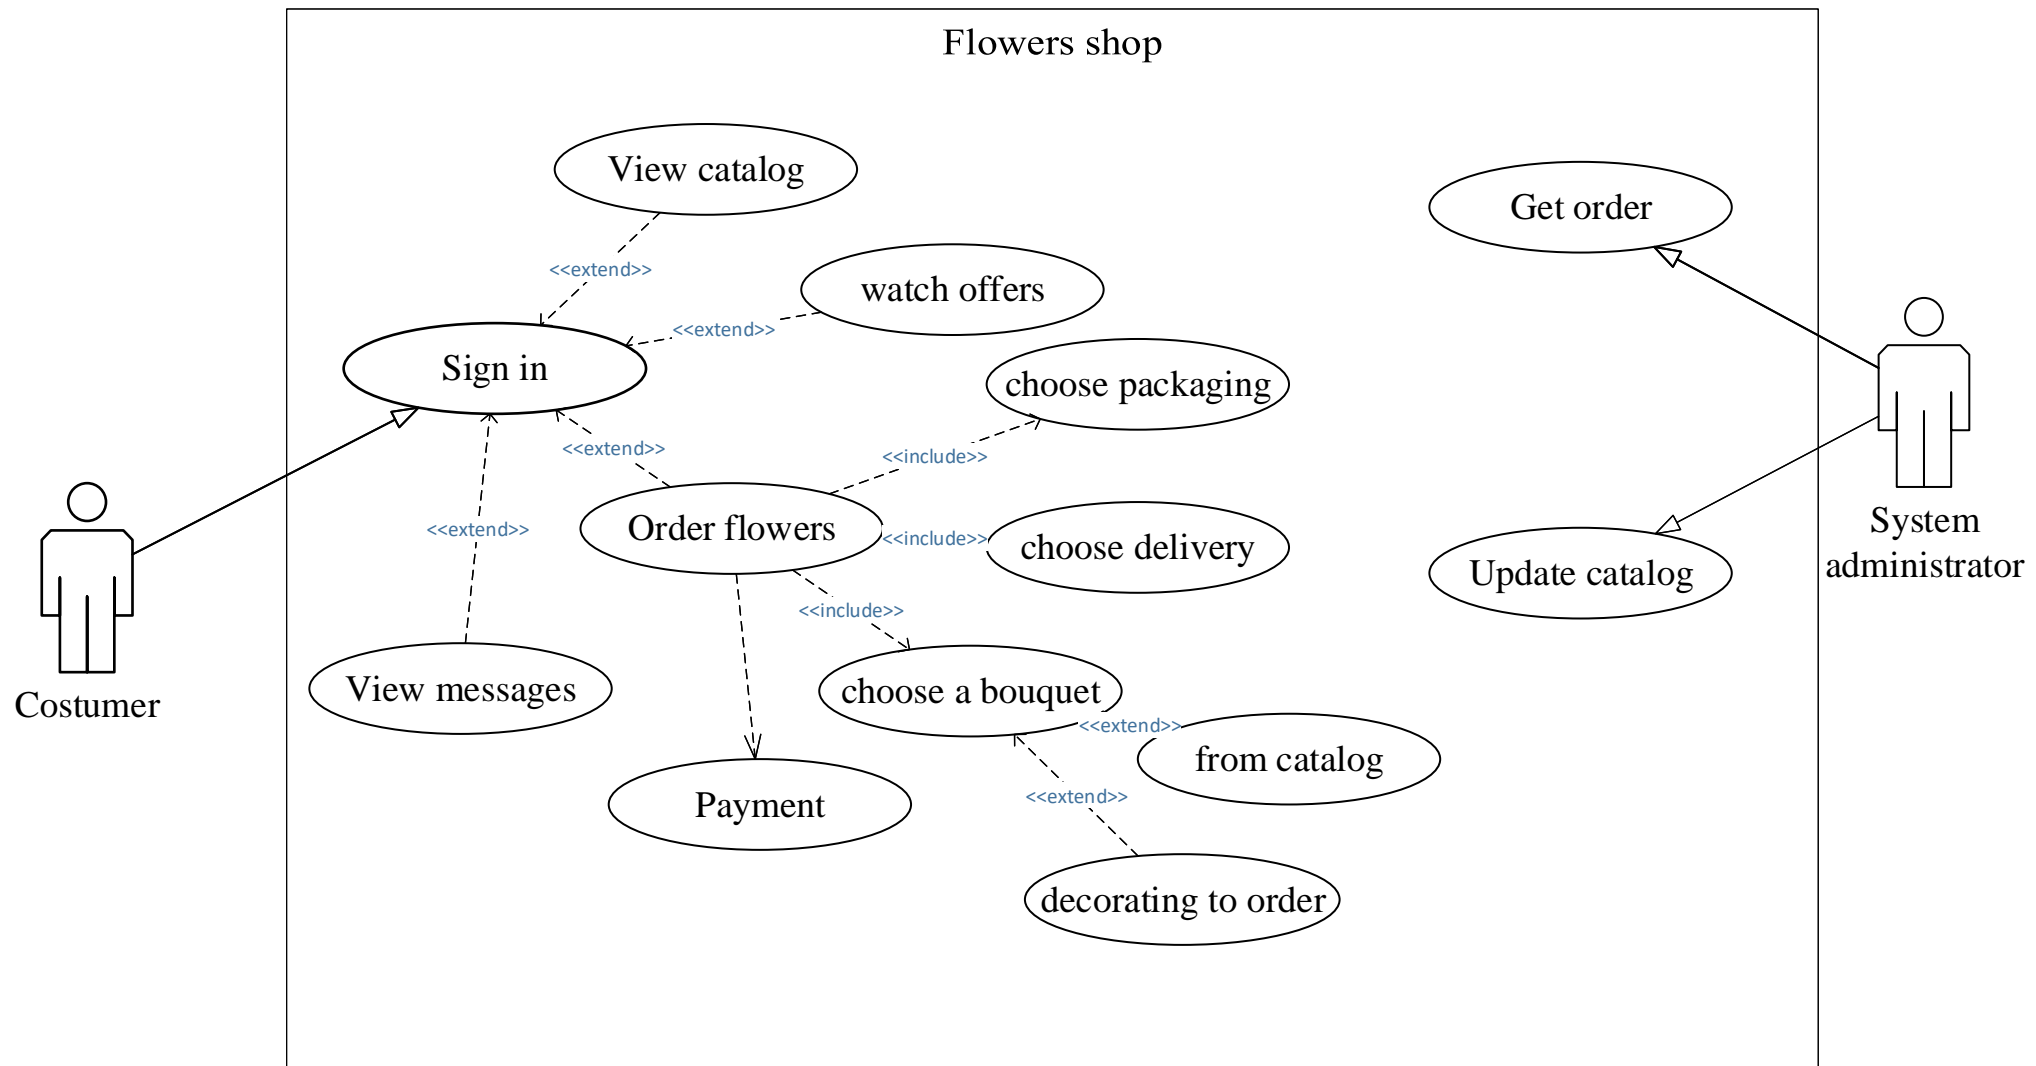 Flowers shop
View catalog
Get order
<<extend>>
watch offers
<<extend>>
Sign in
choose packaging
<<extend>>
<<include>>
Order flowers
<<include>>
choose delivery
<<extend>>
System
administrator
Update catalog
<<include>>
View messages
choose a bouquet
Costumer
<<extend>>
from catalog
<<extend>>
Payment
decorating to order